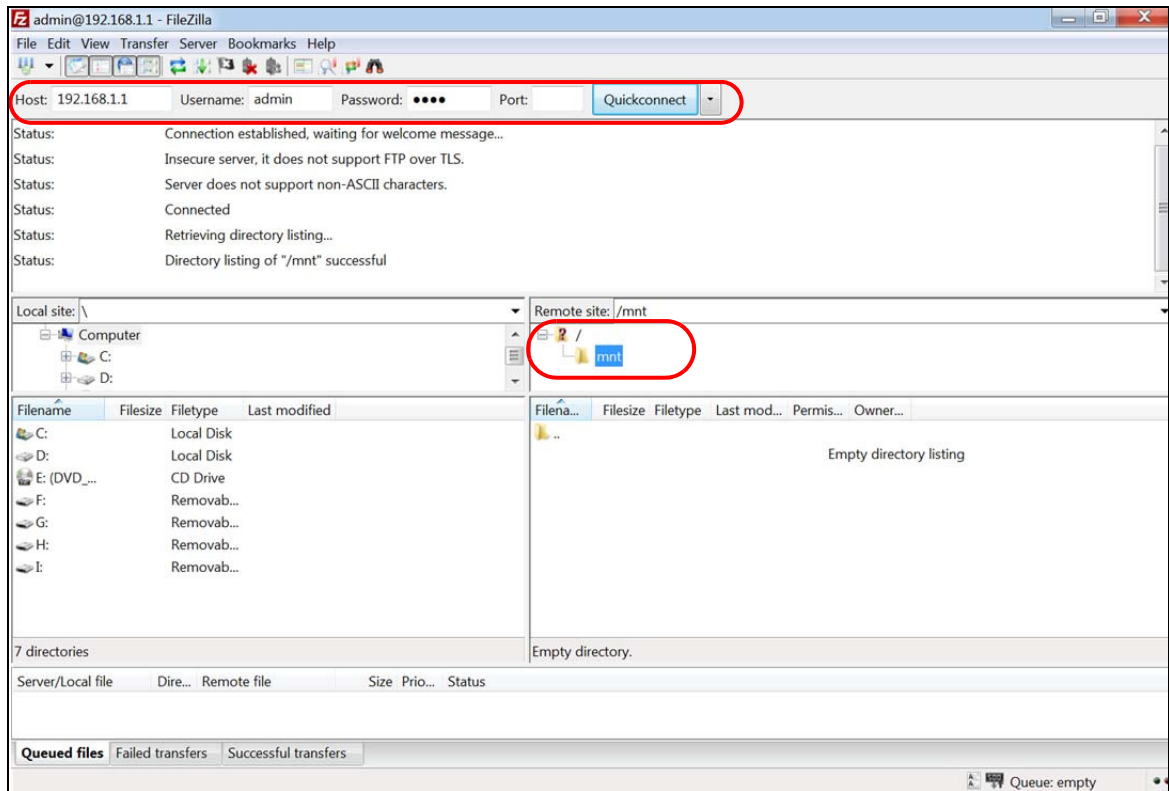 admin@192.168.1.1 - FileZilla
File Edit View Transfer Server Bookmarks Help
Host: 192.168.1.1 Username: admin Password: ●●●● Port: Quickconnect
Status: Connection established, waiting for welcome message...
Status: Insecure server, it does not support FTP over TLS.
Status: Server does not support non-ASCII characters.
Status: Connected
Status: Retrieving directory listing...
Status: Directory listing of "/mnt" successful
Local site: \
Computer
C:
D:
Remote site: /mnt
/
mnt
Filename Filesize Filetype Last modified
C: Local Disk
D: Local Disk
E: (DVD_... CD Drive
F: Removab...
G: Removab...
H: Removab...
I: Removab...
7 directories
Filena... Filesize Filetype Last mod... Permis... Owner...
..
Empty directory listing
Empty directory.
Server/Local file Dire... Remote file Size Prio... Status
Queued files Failed transfers Successful transfers
Queue: empty